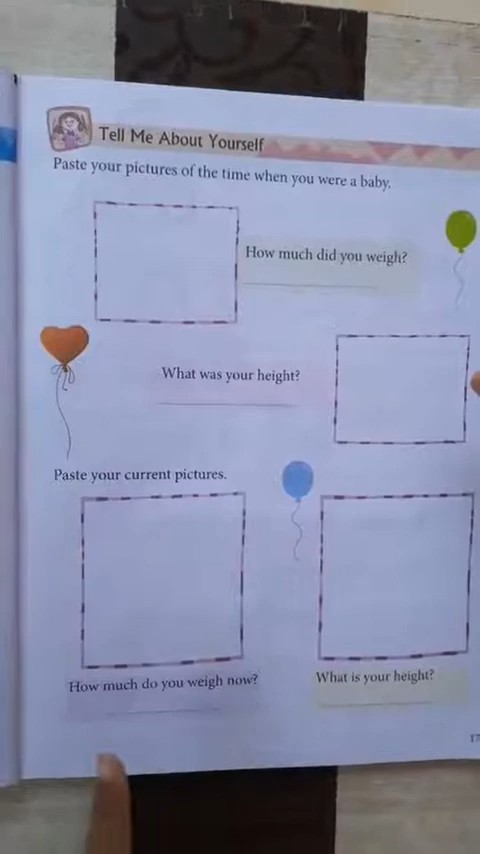 Tell Me About Yourself
Paste your pictures of the time when you were a baby.
How much did you weigh?
What was your height?
Paste your current pictures.
How much do you weigh now?
What is your height?